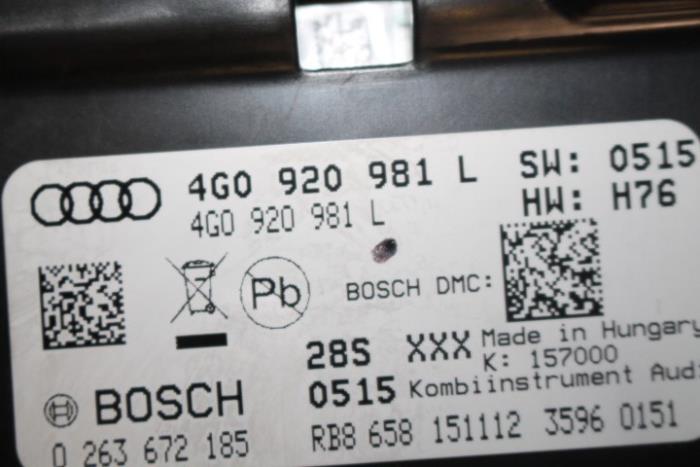 4G0 920 981 L SW: 0515
4G0 920 981 L HW: H76
Pb BOSCH DMC:
28S XXX Made in Hungary
K: 157000
BOSCH 0515 Kombiinstrument Audi
0 263 672 185 RB8 658 151112 3596 0151